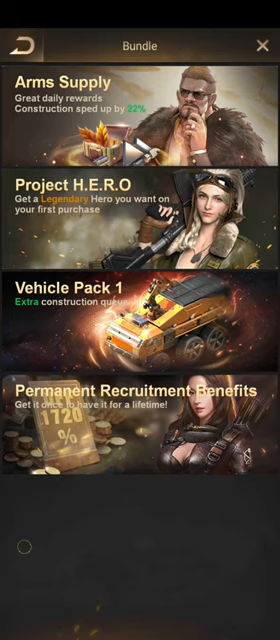 Bundle
Arms Supply
Great daily rewards
Construction sped up by 22%
Project H.E.R.O
Get a Legendary Hero you want on
your first purchase
Vehicle Pack 1
Extra construction queue
Permanent Recruitment Benefits
Get it once to have it for a lifetime!
1720
%